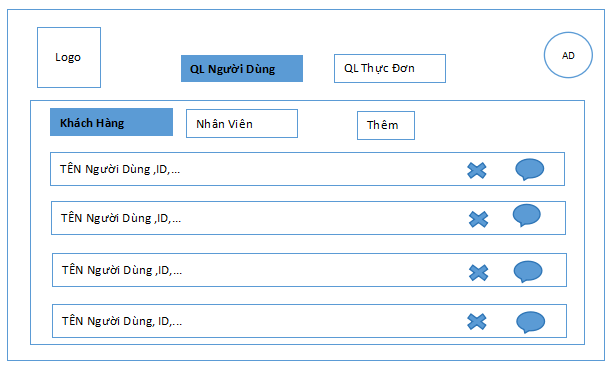 Logo
QL Người Dùng
QL Thực Đơn
AD
Khách Hàng
Nhân Viên
Thêm
TÊN Người Dùng ,ID,...
TÊN Người Dùng ,ID,...
TÊN Người Dùng ,ID,...
TÊN Người Dùng, ID,...